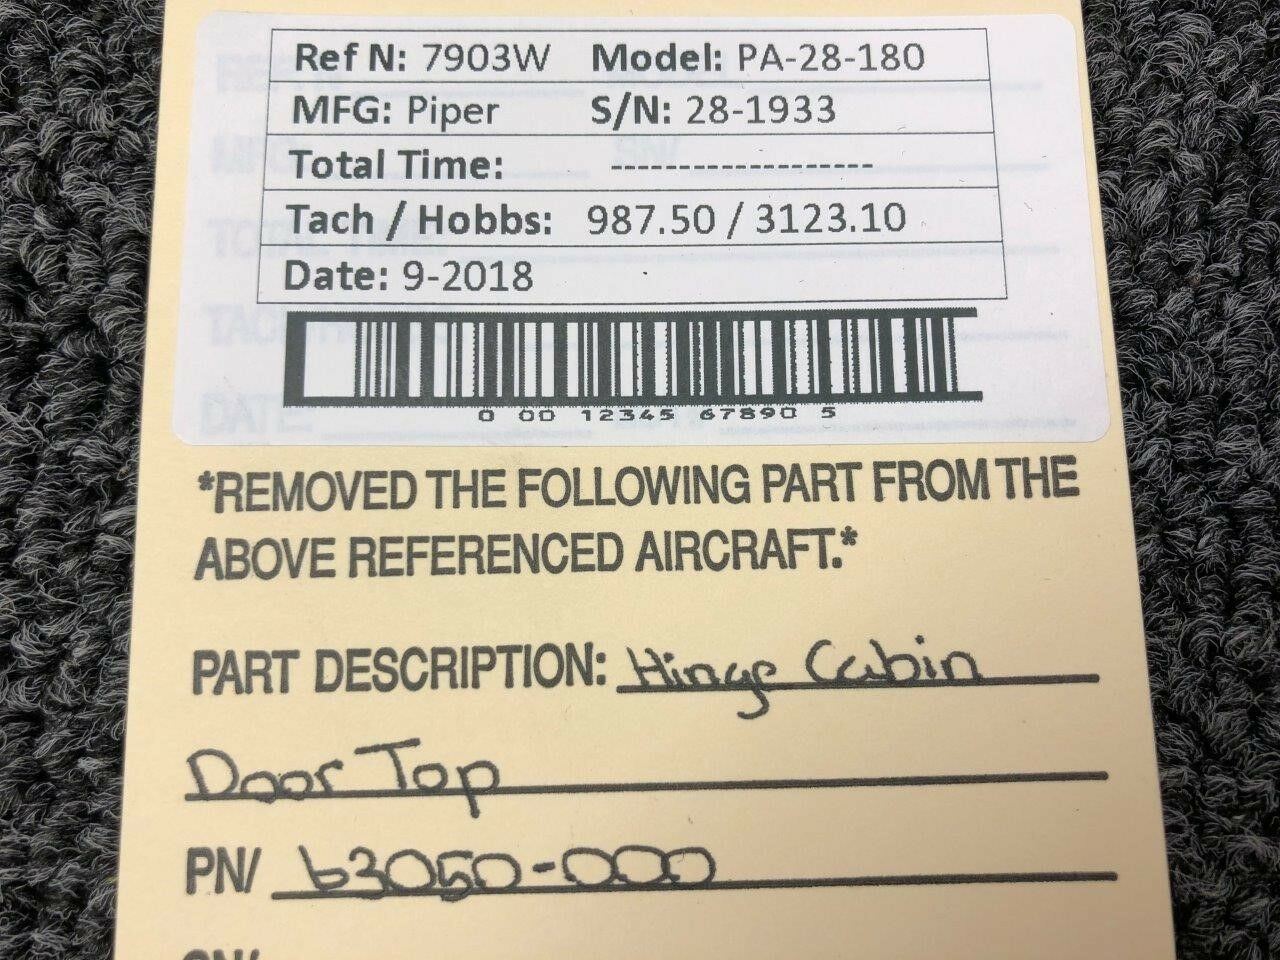 Ref N: 7903W Model: PA-28-180
MFG: Piper S/N: 28-1933
Total Time: ---------------
Tach / Hobbs: 987.50 / 3123.10
Date: 9-2018
0 00 12345 67890 5
*REMOVED THE FOLLOWING PART FROM THE
ABOVE REFERENCED AIRCRAFT.*
PART DESCRIPTION: Hinge Cabin
Door Top
PN/ 63050-000